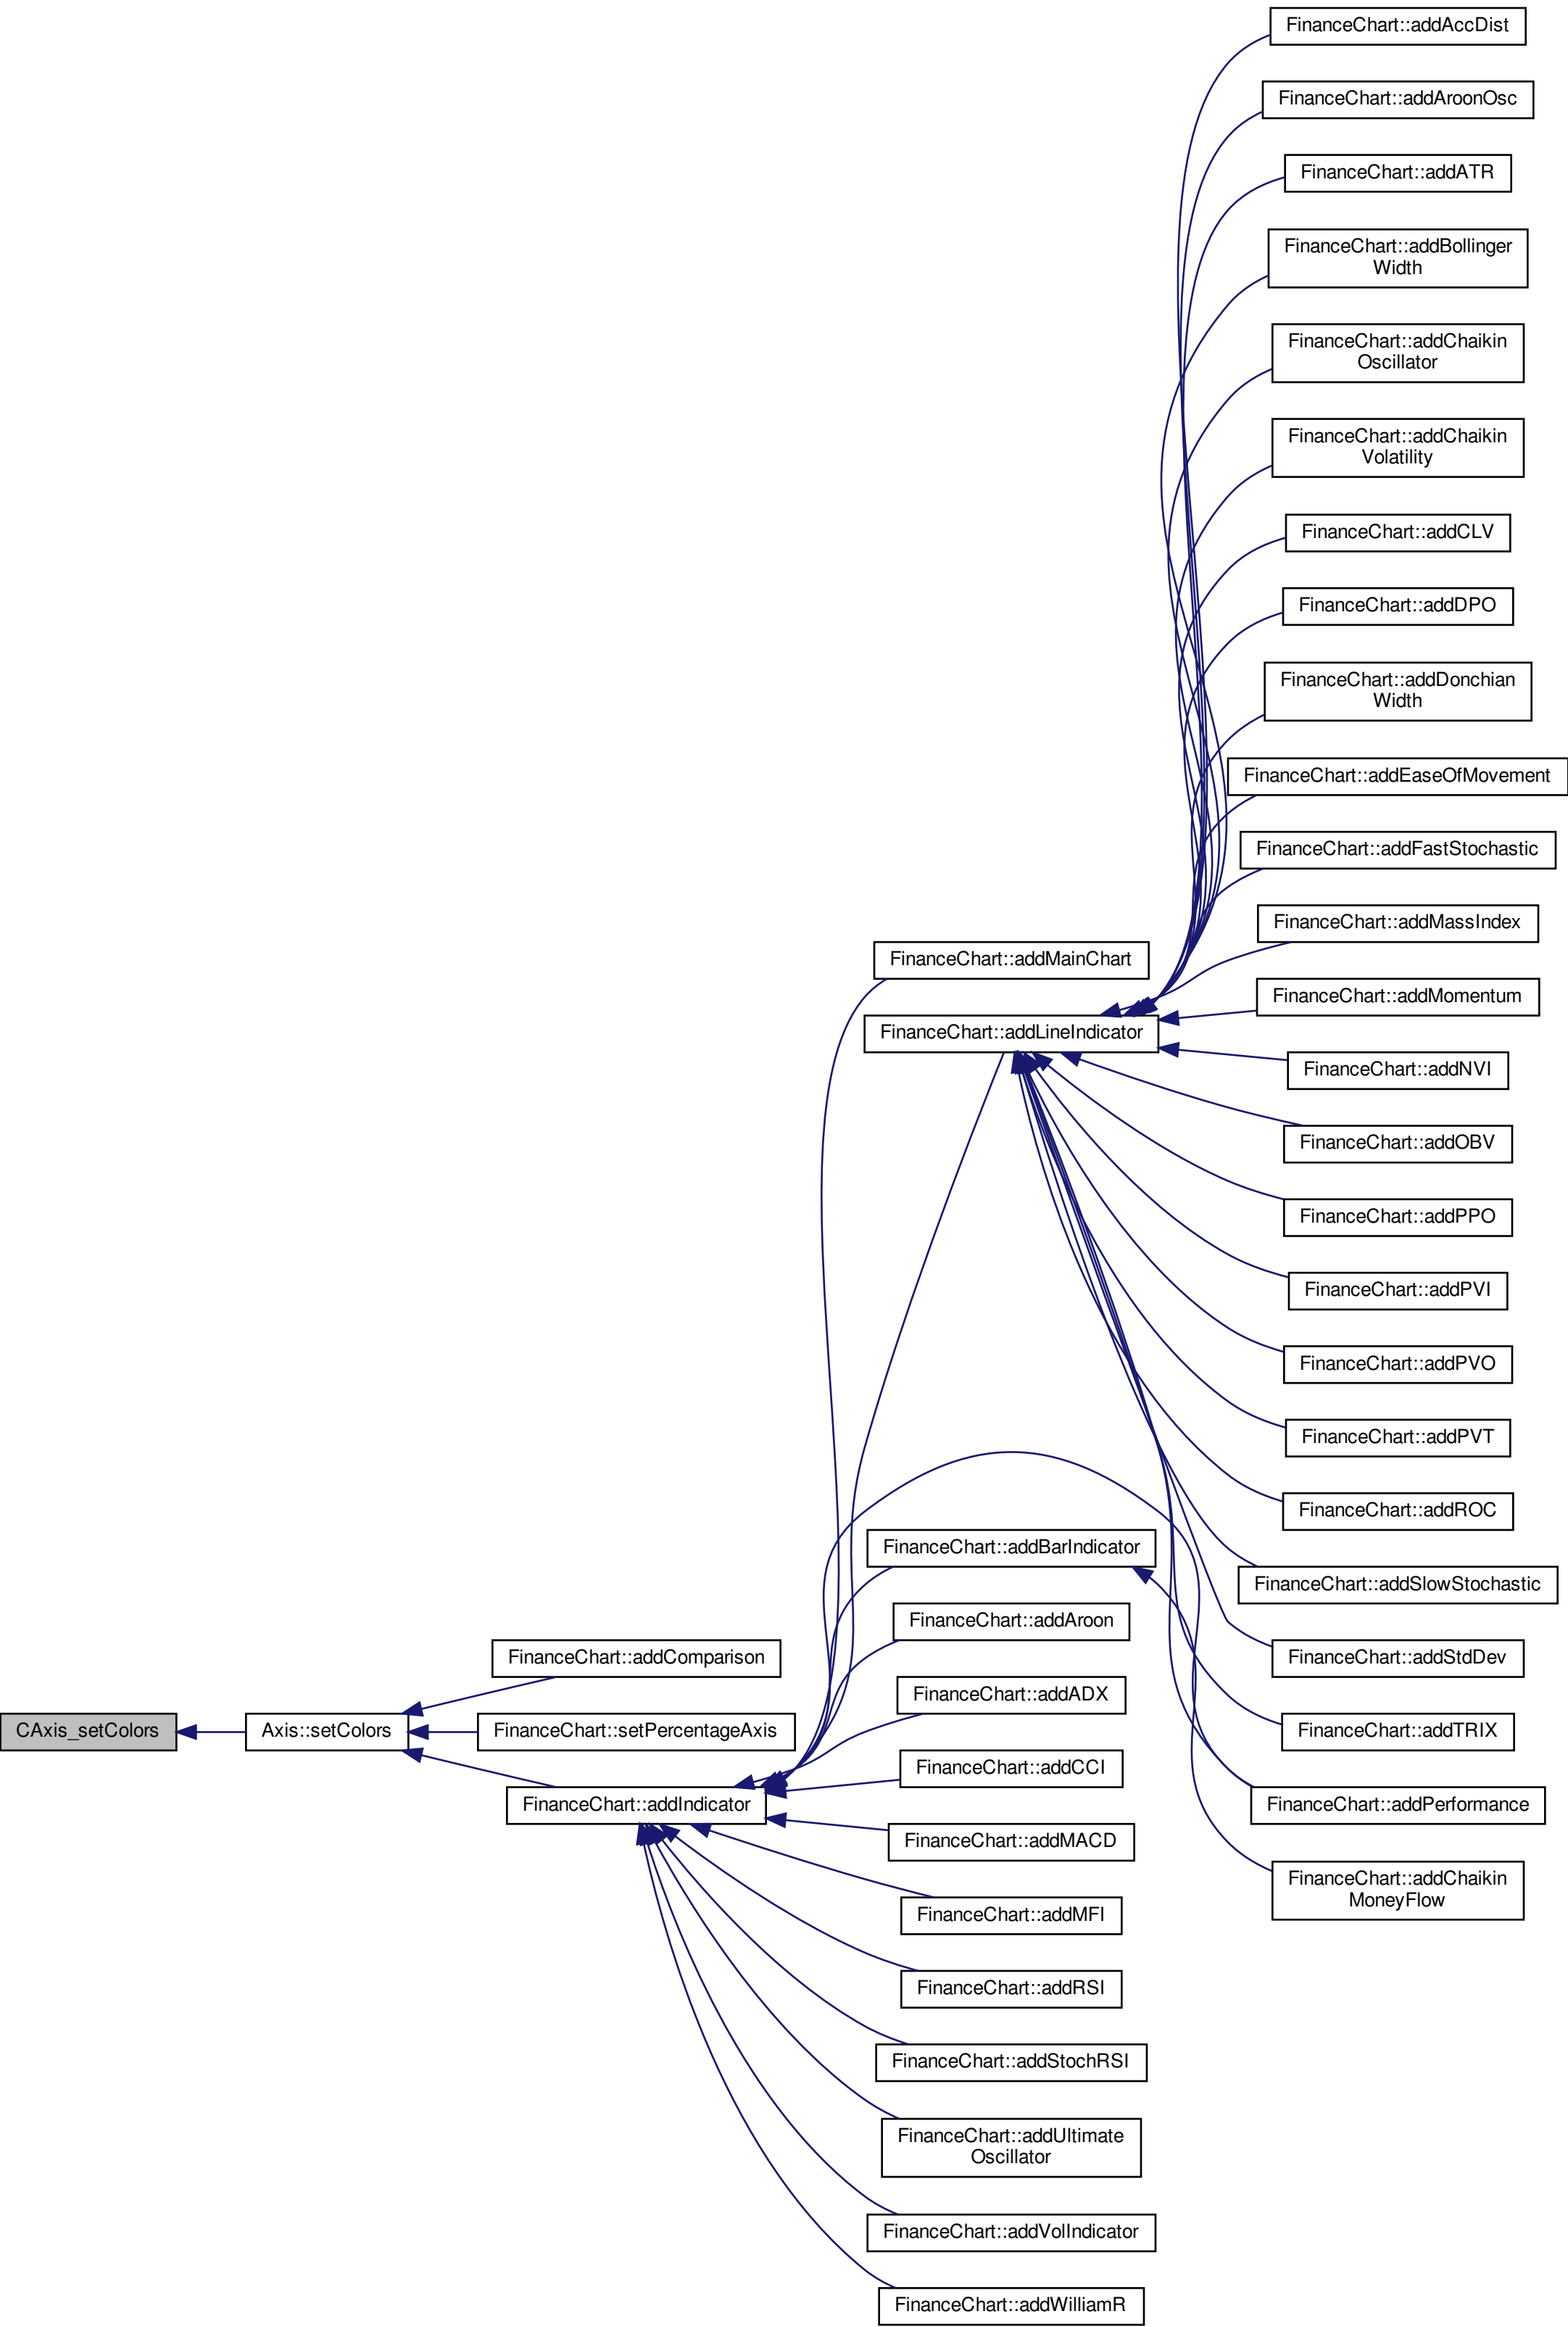 FinanceChart::addAccDist
FinanceChart::addAroonOsc
FinanceChart::addATR
FinanceChart::addBollinger
Width
FinanceChart::addChaikin
Oscillator
FinanceChart::addChaikin
Volatility
FinanceChart::addCLV
FinanceChart::addDPO
FinanceChart::addDonchian
Width
FinanceChart::addEaseOfMovement
FinanceChart::addFastStochastic
FinanceChart::addMassIndex
FinanceChart::addMainChart
FinanceChart::addMomentum
FinanceChart::addLineIndicator
FinanceChart::addNVI
FinanceChart::addOBV
FinanceChart::addPPO
FinanceChart::addPVI
FinanceChart::addPVO
FinanceChart::addPVT
FinanceChart::addROC
FinanceChart::addBarIndicator
FinanceChart::addSlowStochastic
FinanceChart::addAroon
FinanceChart::addComparison
FinanceChart::addStdDev
FinanceChart::addADX
CAxis_setColors
Axis::setColors
FinanceChart::setPercentageAxis
FinanceChart::addTRIX
FinanceChart::addCCI
FinanceChart::addIndicator
FinanceChart::addPerformance
FinanceChart::addMACD
FinanceChart::addChaikin
MoneyFlow
FinanceChart::addMFI
FinanceChart::addRSI
FinanceChart::addStochRSI
FinanceChart::addUltimate
Oscillator
FinanceChart::addVolIndicator
FinanceChart::addWilliamR